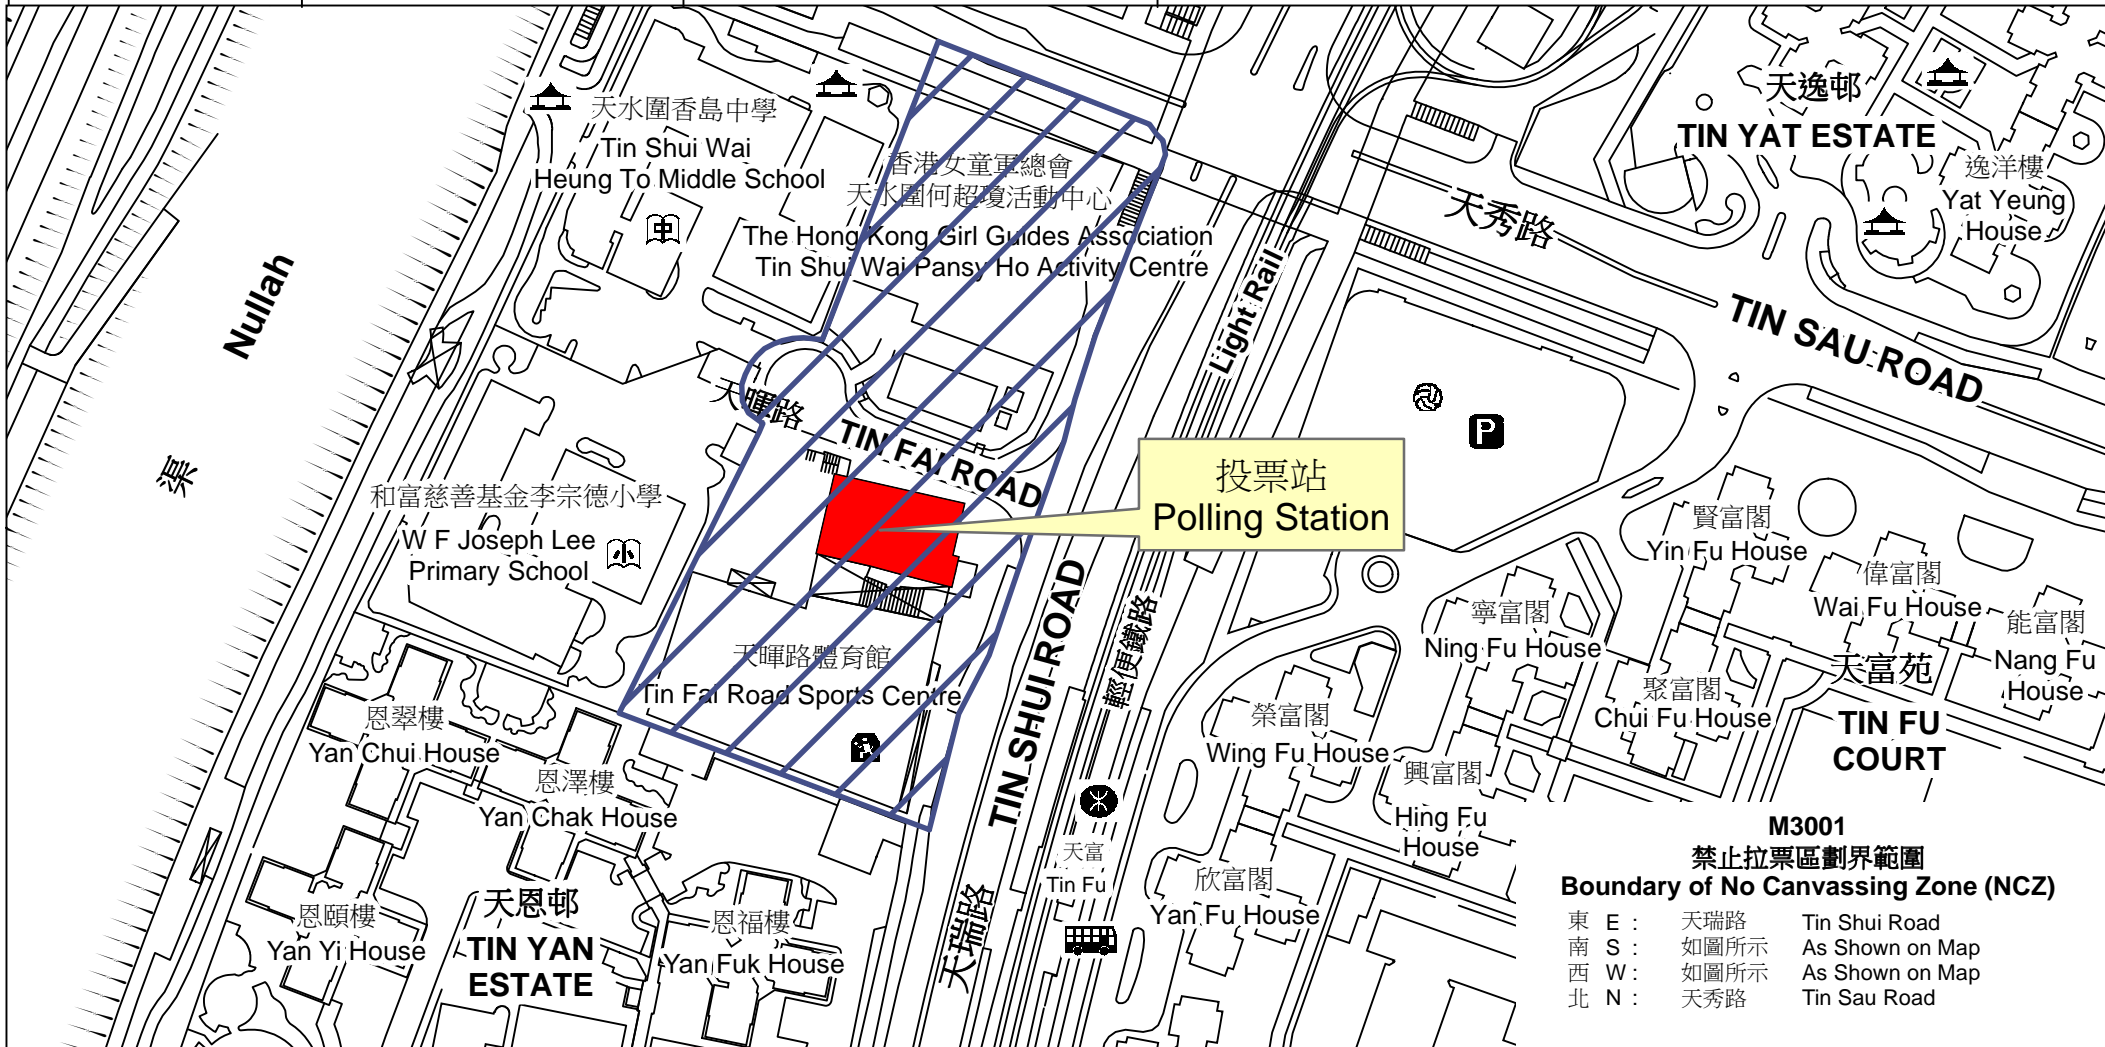 天水圍香島中學
Tin Shui Wai
Heung To Middle School
中
香港女童軍總會
天水圍何超瓊活動中心
The Hong Kong Girl Guides Association
Tin Shui Wai Pansy Ho Activity Centre
天逸邨
TIN YAT ESTATE
逸洋樓
Yat Yeung
House
天秀路
TIN SAU ROAD
Nullah
渠
Light Rail
輕便鐵路
天暉路
TIN FAI ROAD
投票站
Polling Station
P
和富慈善基金李宗德小學
W F Joseph Lee
Primary School
小
天暉路體育館
Tin Fai Road Sports Centre
TIN SHUI ROAD
天瑞路
賢富閣
Yin Fu House
偉富閣
Wai Fu House
能富閣
Nang Fu
House
寧富閣
Ning Fu House
聚富閣
Chui Fu House
天富苑
TIN FU
COURT
榮富閣
Wing Fu House
興富閣
Hing Fu
House
欣富閣
Yan Fu House
天富
Tin Fu
恩翠樓
Yan Chui House
恩澤樓
Yan Chak House
恩頤樓
Yan Yi House
天恩邨
TIN YAN
ESTATE
恩福樓
Yan Fuk House
M3001
禁止拉票區劃界範圍
Boundary of No Canvassing Zone (NCZ)
東 E : 天瑞路 Tin Shui Road
南 S : 如圖所示 As Shown on Map
西 W : 如圖所示 As Shown on Map
北 N : 天秀路 Tin Sau Road